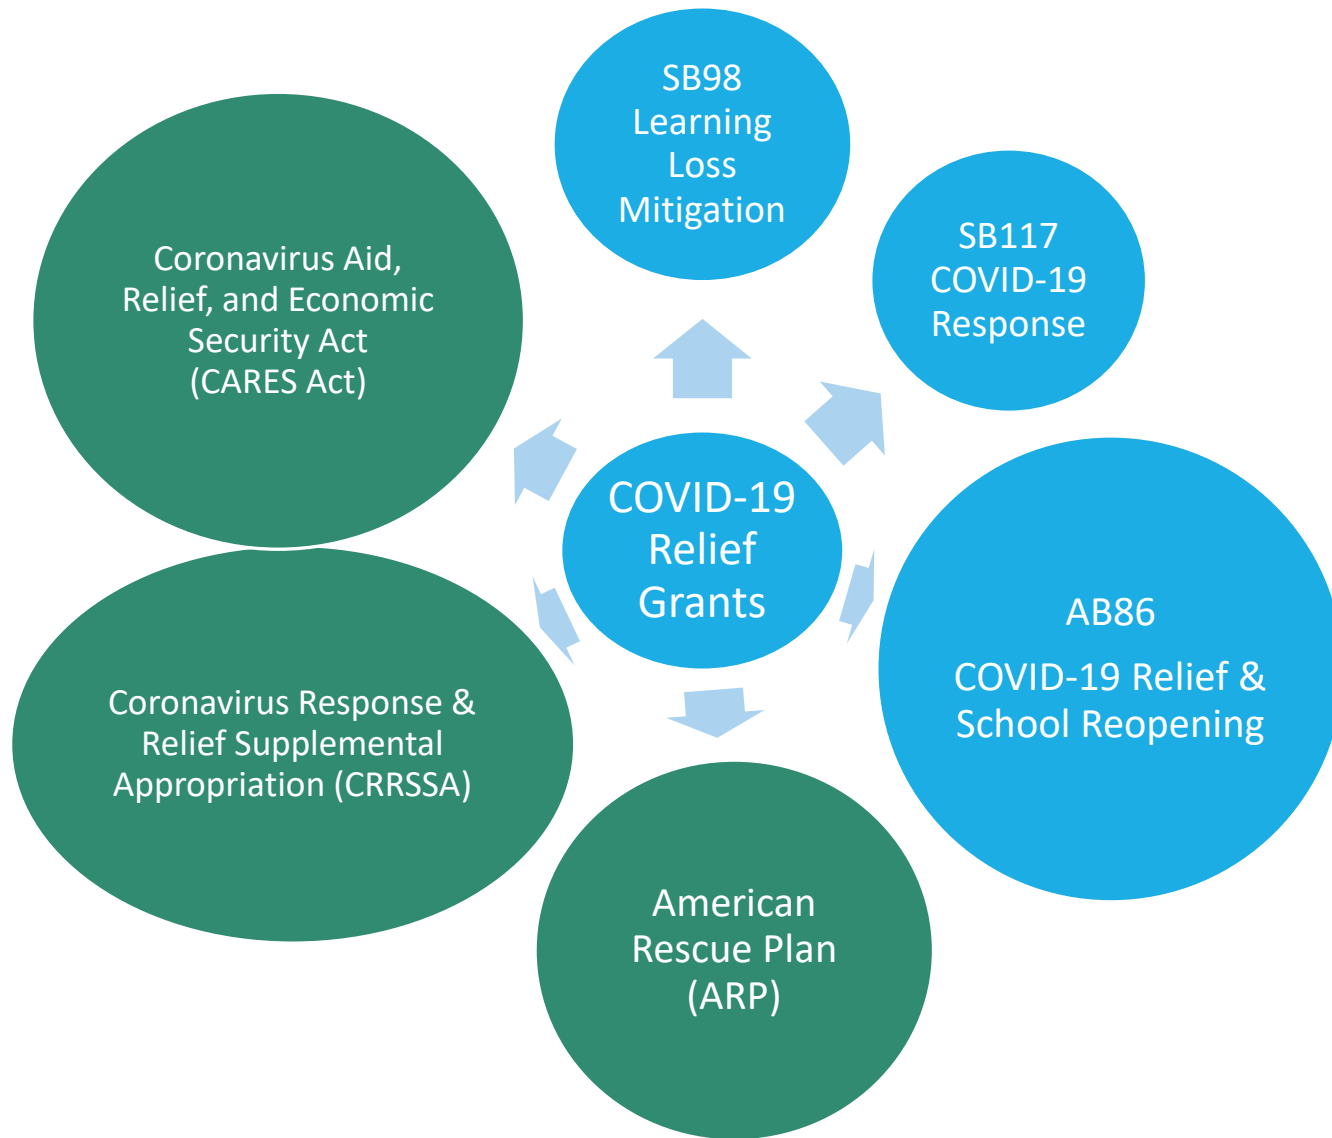 SB98
Learning
Loss
Mitigation
SB117
COVID-19
Response
Coronavirus Aid,
Relief, and Economic
Security Act
(CARES Act)
COVID-19
Relief
Grants
AB86
COVID-19 Relief &
School Reopening
Coronavirus Response &
Relief Supplemental
Appropriation (CRRSSA)
American
Rescue Plan
(ARP)